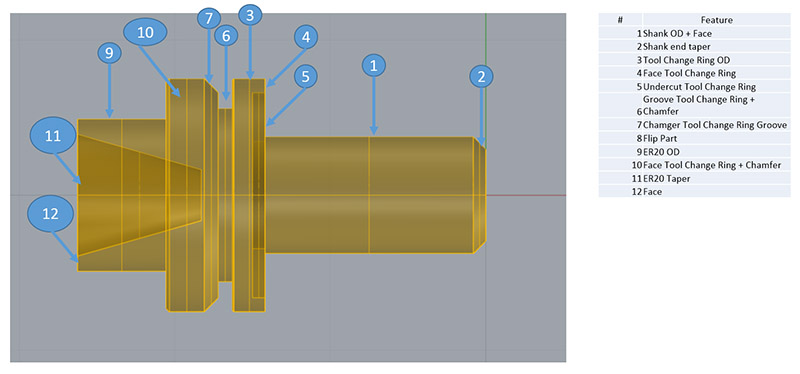 7
3
10
6
4
9
1
5
2
11
12
# Feature
1 Shank OD + Face
2 Shank end taper
3 Tool Change Ring OD
4 Face Tool Change Ring
5 Undercut Tool Change Ring
Groove Tool Change Ring +
6 Chamfer
7 Chamger Tool Change Ring Groove
8 Flip Part
9 ER20 OD
10 Face Tool Change Ring + Chamfer
11 ER20 Taper
12 Face